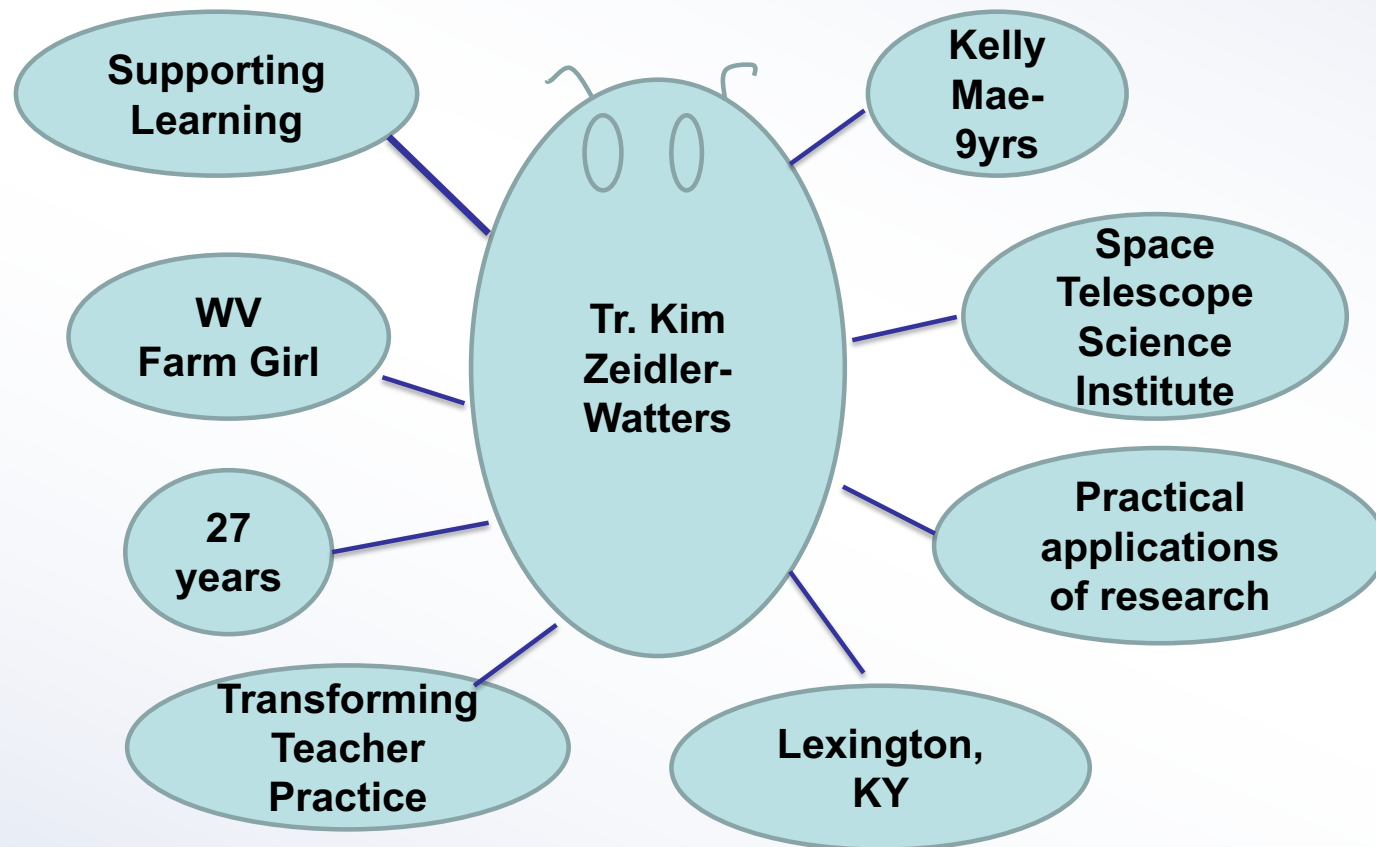 Supporting
Learning
Kelly
Mae-
9yrs
WV
Farm Girl
Tr. Kim
Zeidler-
Watters
Space
Telescope
Science
Institute
27
years
Practical
applications
of research
Transforming
Teacher
Practice
Lexington,
KY